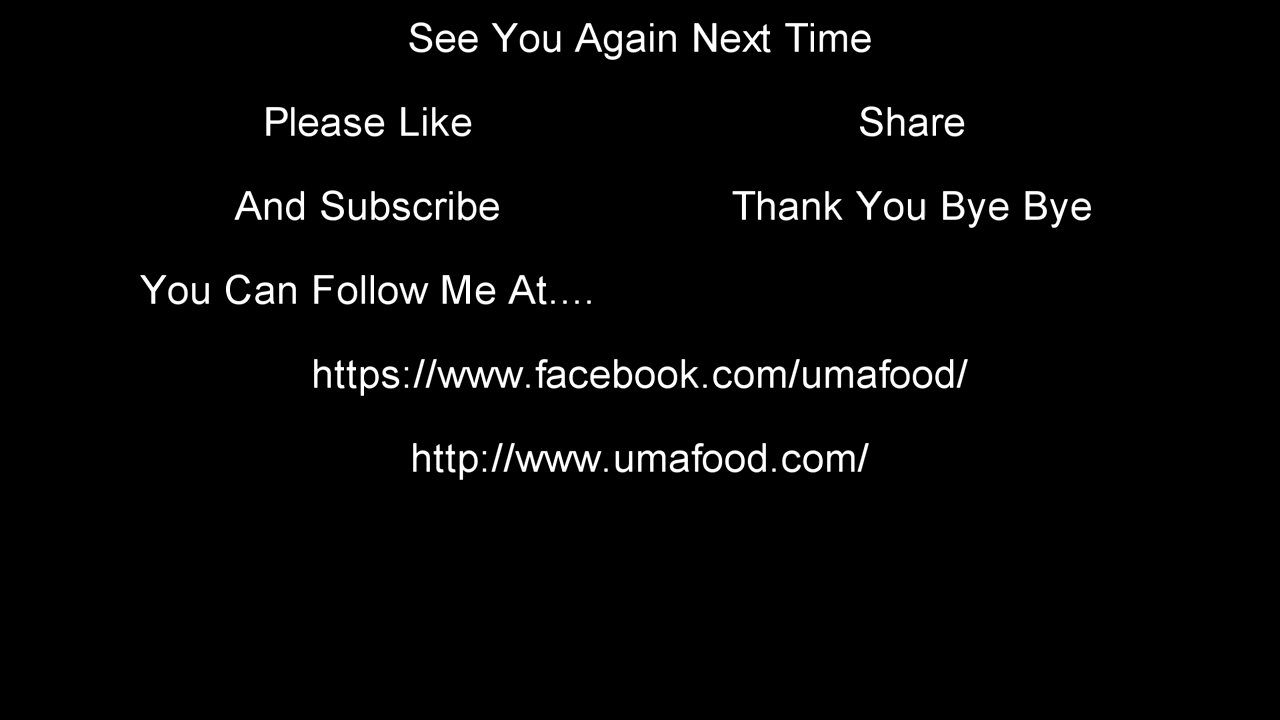 See You Again Next Time
Please Like Share
And Subscribe Thank You Bye Bye
You Can Follow Me At....
https://www.facebook.com/umafood/
http://www.umafood.com/